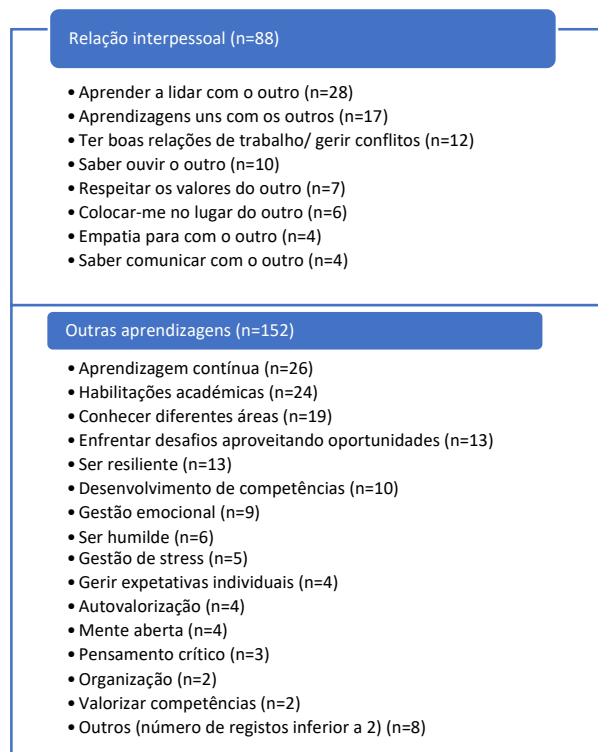 Relação interpessoal (n=88)
• Aprender a lidar com o outro (n=28)
• Aprendizagens uns com os outros (n=17)
• Ter boas relações de trabalho/ gerir conflitos (n=12)
• Saber ouvir o outro (n=10)
• Respeitar os valores do outro (n=7)
• Colocar-me no lugar do outro (n=6)
• Empatia para com o outro (n=4)
• Saber comunicar com o outro (n=4)
Outras aprendizagens (n=152)
• Aprendizagem contínua (n=26)
• Habilitações académicas (n=24)
• Conhecer diferentes áreas (n=19)
• Enfrentar desafios aproveitando oportunidades (n=13)
• Ser resiliente (n=13)
• Desenvolvimento de competências (n=10)
• Gestão emocional (n=9)
• Ser humilde (n=6)
• Gestão de stress (n=5)
• Gerir expetativas individuais (n=4)
• Autovalorização (n=4)
• Mente aberta (n=4)
• Pensamento crítico (n=3)
• Organização (n=2)
• Valorizar competências (n=2)
• Outros (número de registos inferior a 2) (n=8)